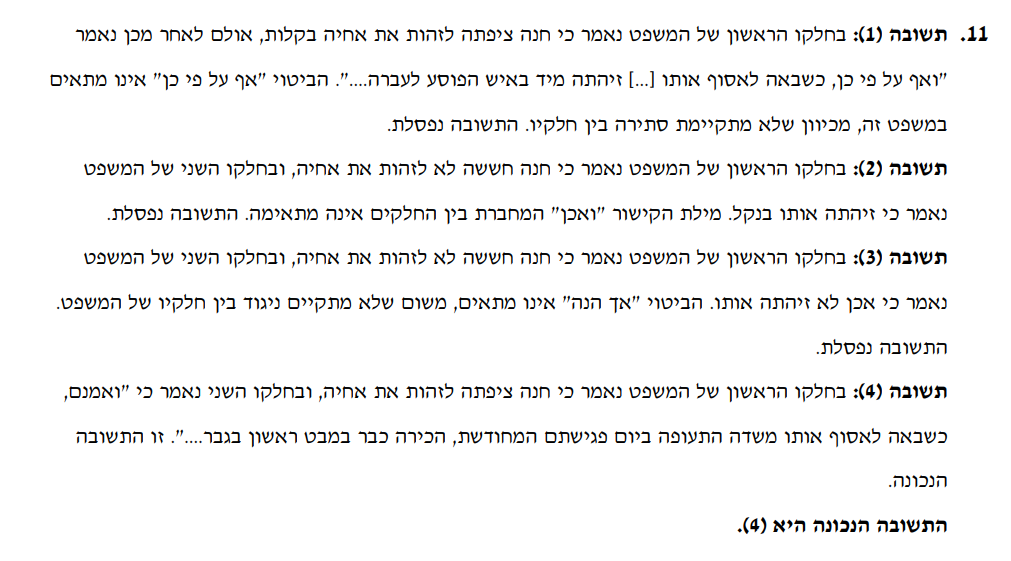 11. תשובה (1): בחלקו הראשון של המשפט נאמר כי חנה ציפתה לזהות את אחיה בקלות, אולם לאחר מכן נאמר
"ואף על פי כן, כשבאה לאסוף אותו [...] זיהתה מיד באיש הפוסע לעברה....". הביטוי "אף על פי כן" אינו מתאים
במשפט זה, מכיוון שלא מתקיימת סתירה בין חלקיו. התשובה נפסלת.
תשובה (2): בחלקו הראשון של המשפט נאמר כי חנה חששה לא לזהות את אחיה, ובחלקו השני של המשפט
נאמר כי זיהתה אותו בנקל. מילת הקישור "ואכן" המחברת בין החלקים אינה מתאימה. התשובה נפסלת.
תשובה (3): בחלקו הראשון של המשפט נאמר כי חנה חששה לא לזהות את אחיה, ובחלקו השני של המשפט
נאמר כי אכן לא זיהתה אותו. הביטוי "אך הנה" אינו מתאים, משום שלא מתקיים ניגוד בין חלקיו של המשפט.
התשובה נפסלת.
תשובה (4): בחלקו הראשון של המשפט נאמר כי חנה ציפתה לזהות את אחיה, ובחלקו השני נאמר כי "ואמנם,
כשבאה לאסוף אותו משדה התעופה ביום פגישתם המחודשת, הכירה כבר במבט ראשון בגבר....". זו התשובה
הנכונה.
התשובה הנכונה היא (4).